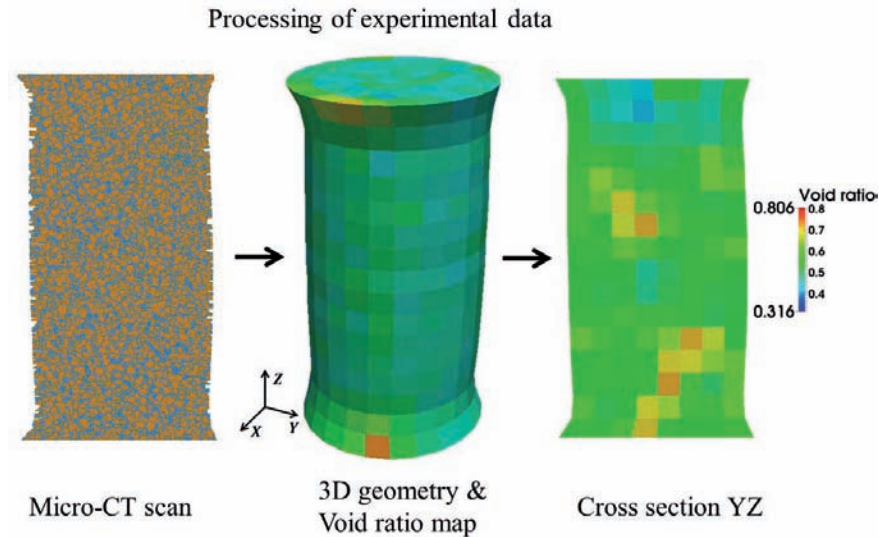 Processing of experimental data
Void ratio
0.806
0.8
0.7
0.6
0.5
0.4
0.316
Z
X
Y
Micro-CT scan
3D geometry &
Void ratio map
Cross section YZ